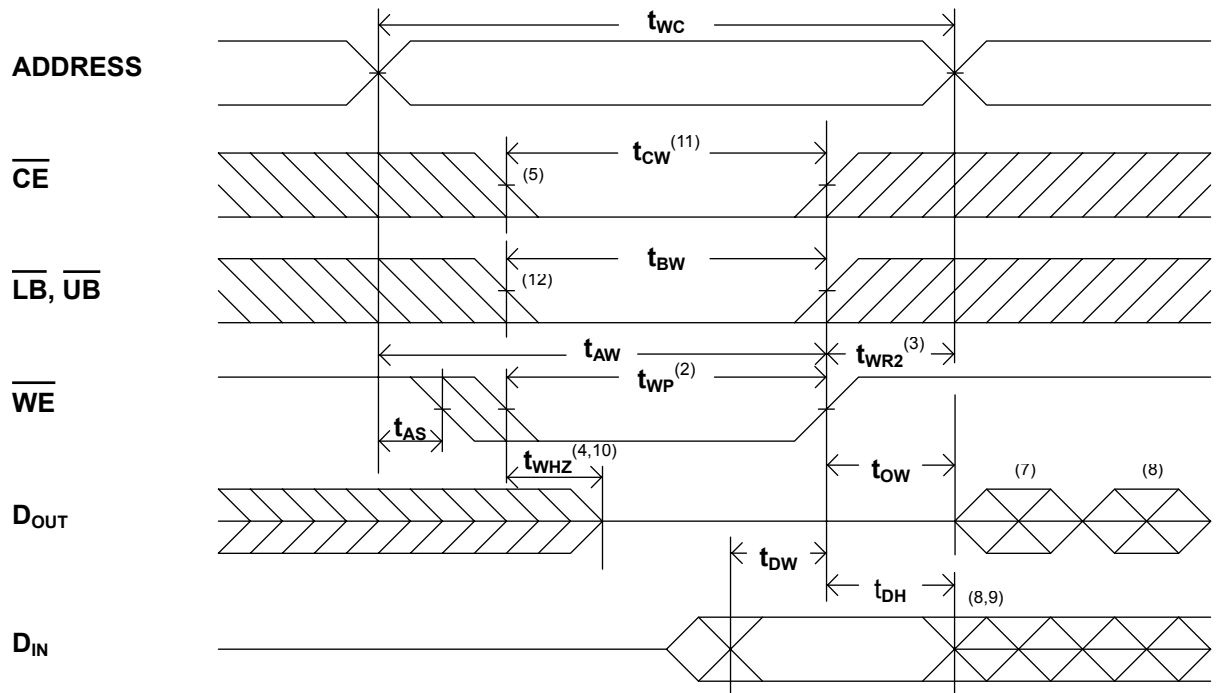 tWC
ADDRESS
tCW(11)
CE
(5)
tBW
LB, UB
(12)
tAW
tWR2(3)
tWP(2)
WE
tAS
tWHZ(4,10)
tOW
(7)
(8)
DOUT
tDW
tDH
(8,9)
DIN